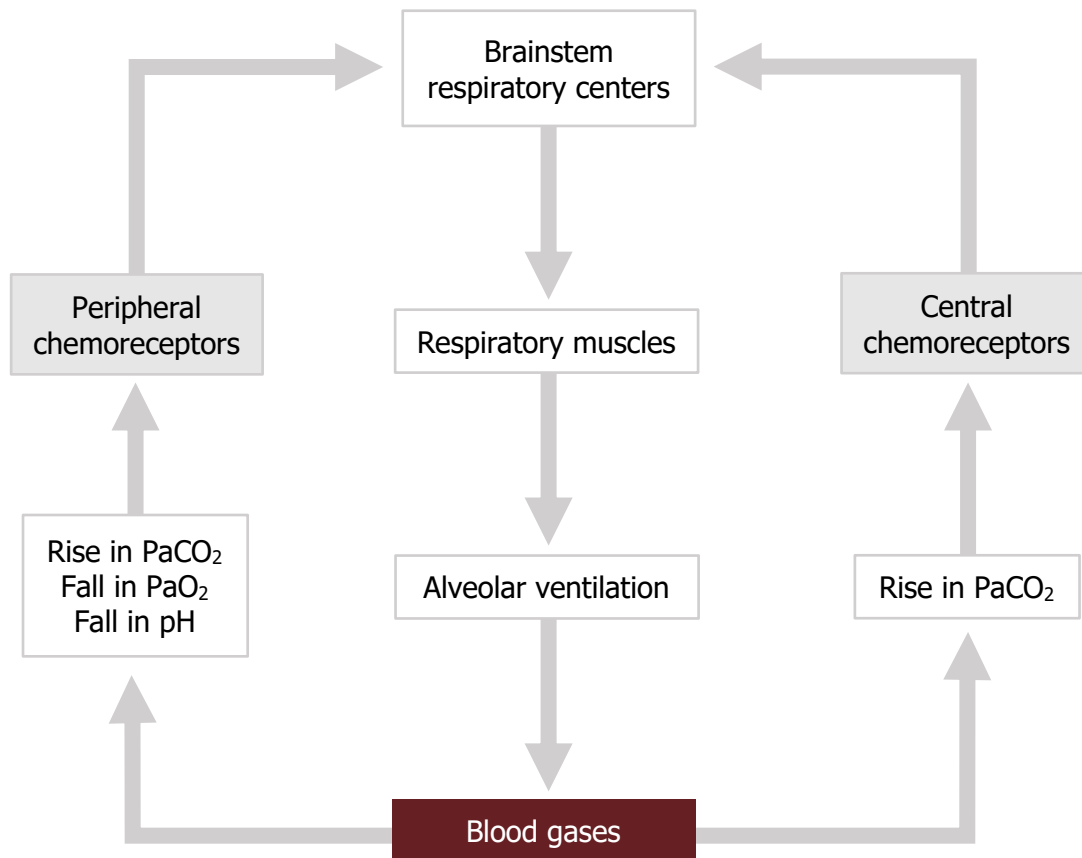 Brainstem
respiratory centers
Peripheral
chemoreceptors
Respiratory muscles
Central
chemoreceptors
Rise in PaCO₂
Fall in PaO₂
Fall in pH
Alveolar ventilation
Rise in PaCO₂
Blood gases